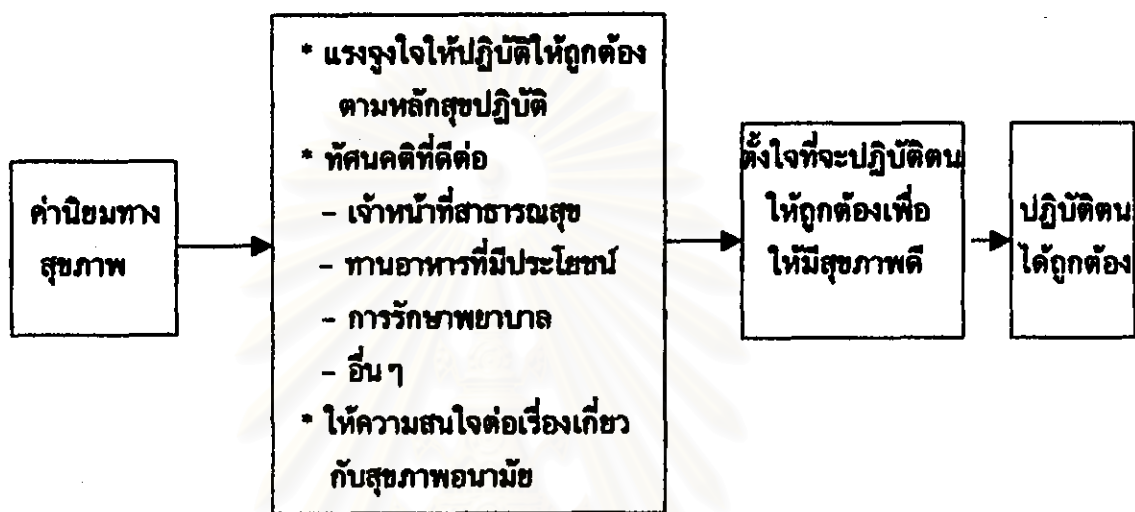 ค่านิยมทาง
สุขภาพ
* แรงจูงใจให้ปฏิบัติให้ถูกต้อง
ตามหลักสุขปฏิบัติ
* ทัศนคติที่ดีต่อ
- เจ้าหน้าที่สาธารณสุข
- ทานอาหารที่มีประโยชน์
- การรักษาพยาบาล
- อื่น ๆ
* ให้ความสนใจต่อเรื่องเกี่ยว
กับสุขภาพอนามัย
ตั้งใจที่จะปฏิบัติตน
ให้ถูกต้องเพื่อ
ให้มีสุขภาพดี
ปฏิบัติตน
ได้ถูกต้อง